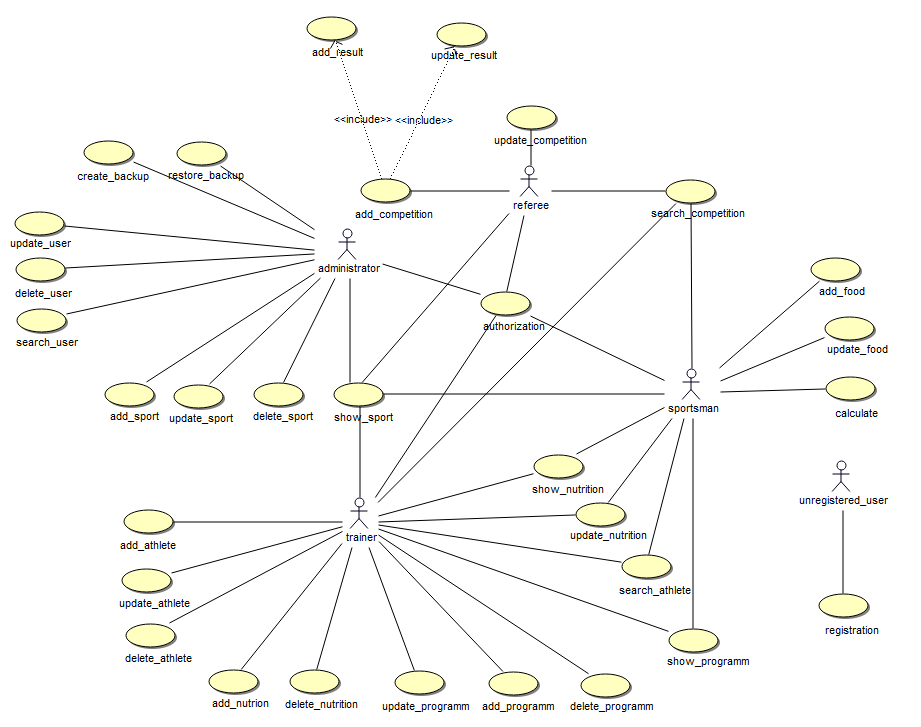 add_result
update_result
<<include>>
<<include>>
update_competition
create_backup
restore_backup
referee
add_competition
search_competition
update_user
administrator
delete_user
add_food
authorization
search_user
update_food
add_sport
update_sport
delete_sport
show_sport
sportsman
calculate
show_nutrition
unregistered_user
trainer
update_nutrition
add_athlete
search_athlete
update_athlete
registration
delete_athlete
show_programm
add_nutrion
delete_nutrition
update_programm
add_programm
delete_programm